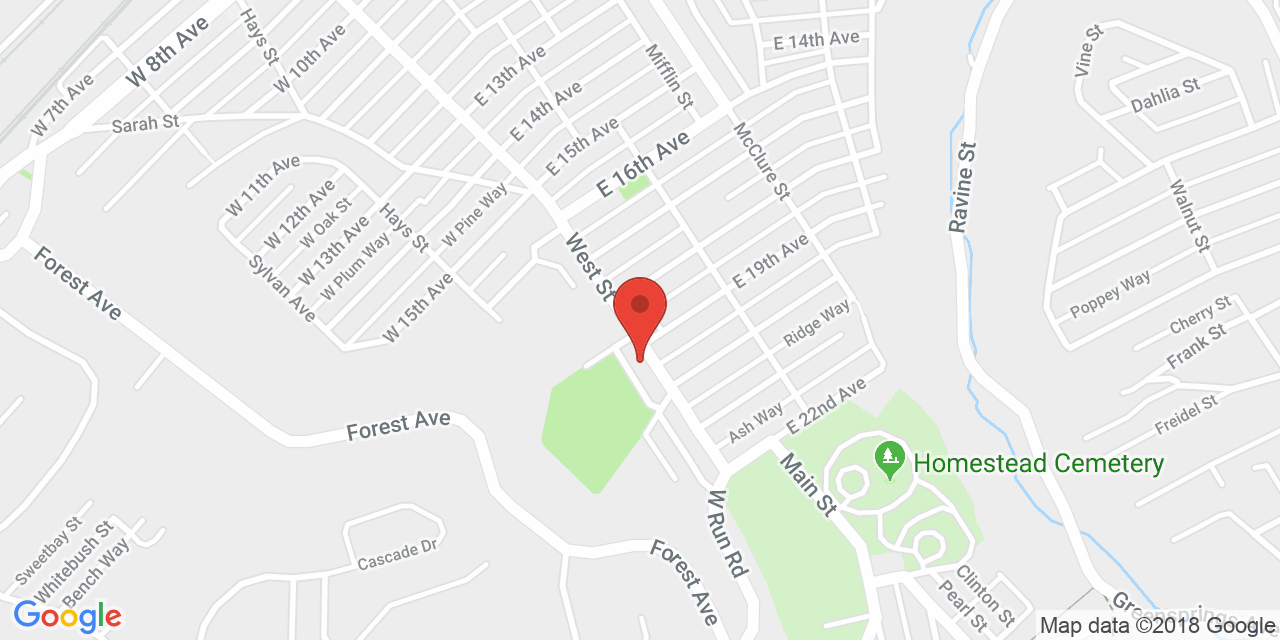 Hays St
W 8th Ave
W 10th Ave
W 7th Ave
Sarah St
E 13th Ave
E 14th Ave
E 15th Ave
Mifflin St
E 14th Ave
E 16th Ave
McClure St
Vine St
Dahlia St
Ravine St
Walnut St
W 11th Ave
W 12th Ave
W Oak St
W 13th Ave
W Plum Way
Hays St
W Pine Way
Sylvan Ave
W 15th Ave
Forest Ave
West St
E 19th Ave
Ridge Way
Poppey Way
Cherry St
Frank St
Freidel St
Ash Way
E 22nd Ave
Forest Ave
Homestead Cemetery
Main St
W Run Rd
Sweetbay St
Whitebush St
Bench Way
Cascade Dr
Forest Ave
Clinton St
Pearl St
Greensprings
Google
Map data ©2018 Google